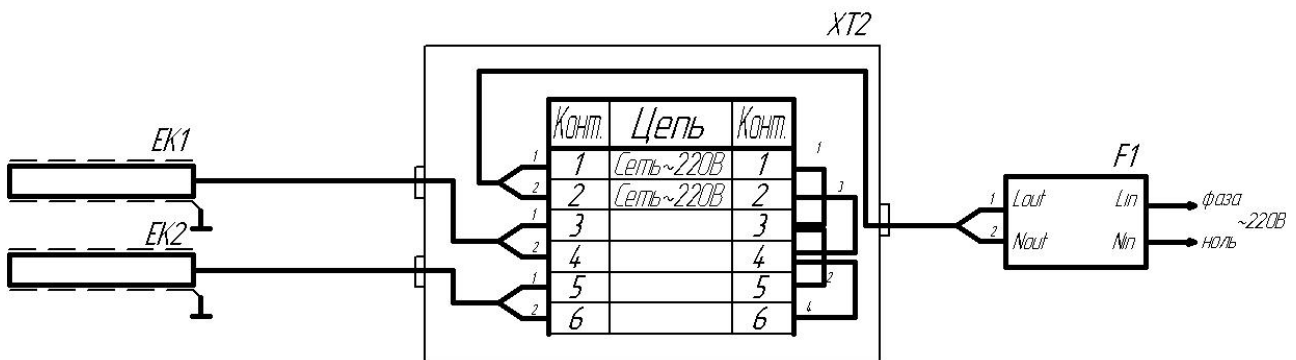 XT2
Конт. Цепь Конт.
EK1
1 1 Сеть~220В 1 1
F1
2 2 Сеть~220В 2 3
1 Lout Lin фаза
~220В
2 Nout Nin ноль
1 3 3
EK2
2 4 4
1 5 5 2
2 6 6 4